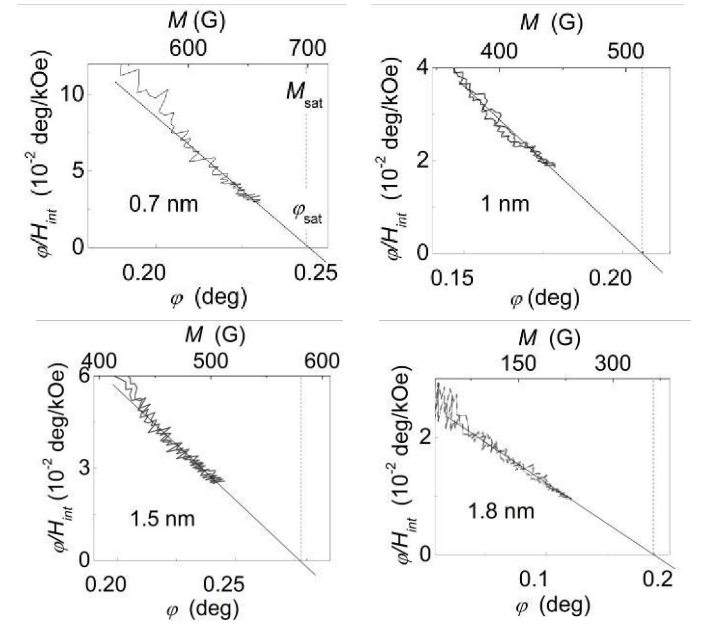 M (G)
600 700
M_sat
φ/H_int (10^-2 deg/kOe)
10
5
0
0.7 nm
φ_sat
0.20 0.25
φ (deg)
M (G)
400 500
φ/H_int (10^-2 deg/kOe)
4
2
0
1 nm
0.15 0.20
φ (deg)
M (G)
400 500 600
φ/H_int (10^-2 deg/kOe)
6
3
0
1.5 nm
0.20 0.25
φ (deg)
M (G)
150 300
φ/H_int (10^-2 deg/kOe)
2
0
1.8 nm
0.1 0.2
φ (deg)